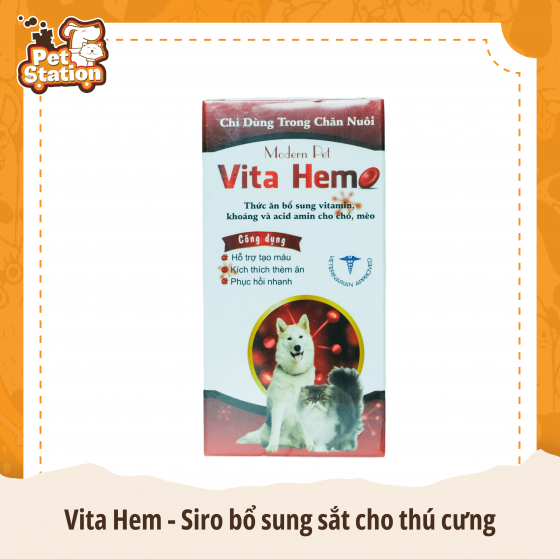 Pet
Station
Chỉ Dùng Trong Chăn Nuôi
Modern Pet
Vita Hem
Thức ăn bổ sung vitamin,
khoáng và acid amin cho chó, mèo
Công dụng
Hỗ trợ tạo máu
Kích thích thèm ăn
Phục hồi nhanh
VETERINARIAN APPROVED
Vita Hem - Siro bổ sung sắt cho thú cưng